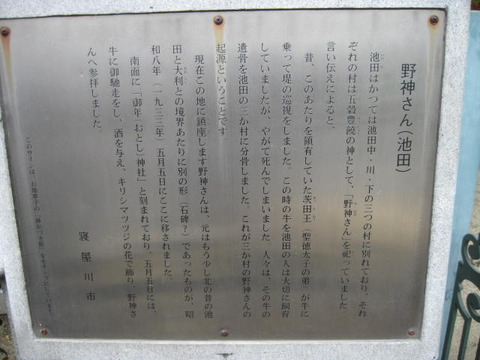 野神さん(池田)
池田はかつては池田中・川・下の三つの村に別れており、それ
ぞれの村は五穀豊饒の神として、「野神さん」を祀っていました
言い伝えによると、
昔、このあたりを領有していた茨田王(聖徳太子の弟)が牛に
乗って堤の巡視をしました。この時の牛を池田の人は大切に飼育
していましたが、やがて死んでしまいました 人々は、その牛の
遺骨を池田の三か村に分骨しました。これが三か村の野神さんの
起源ということです
現在この地に鎮座します野神さんは、元はもう少し北の昔の池
田と大利との境界あたりに別の形(石碑?)であったものが、昭
和八年(一九三三年)五月五日にここに移されました。
南面に「御年(おとし)神社」と刻まれており、五月五日には、
牛に御馳走をし、酒を与え、キリシマツツジの花で飾り、野神さ
んへ参拝しました。
寝屋川市